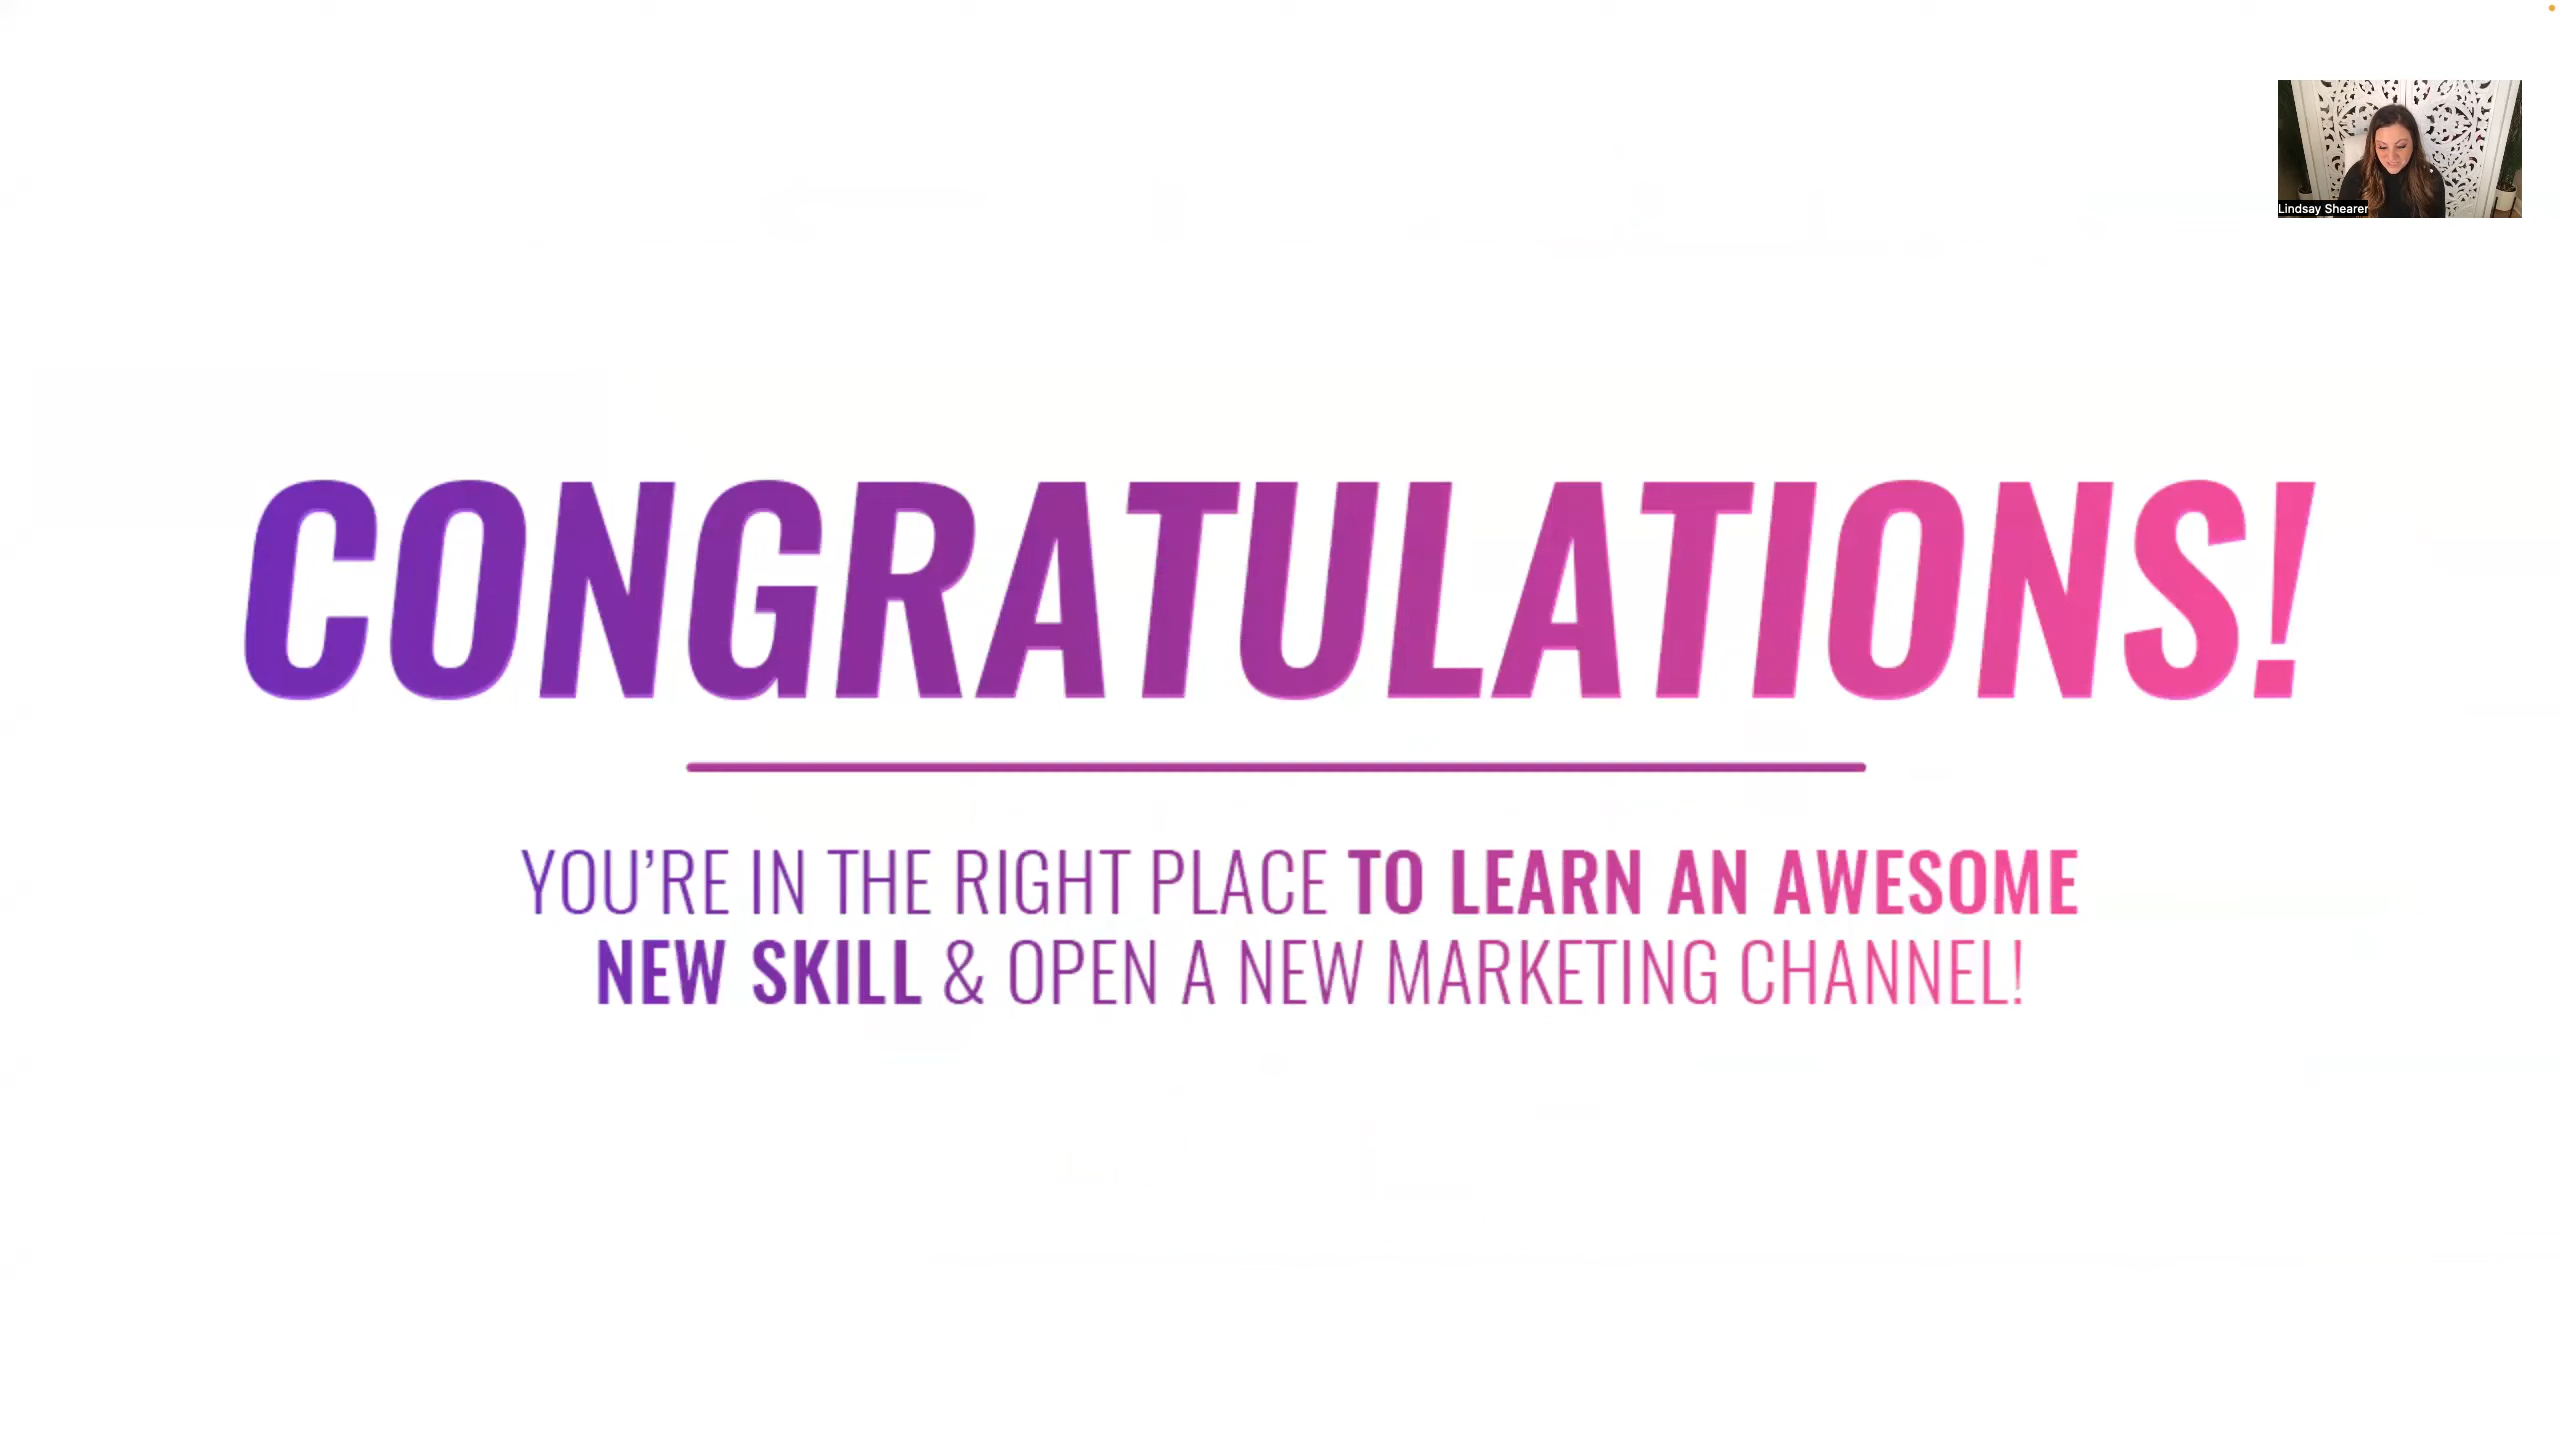 Lindsay Shearer
CONGRATULATIONS!
YOU’RE IN THE RIGHT PLACE TO LEARN AN AWESOME
NEW SKILL & OPEN A NEW MARKETING CHANNEL!